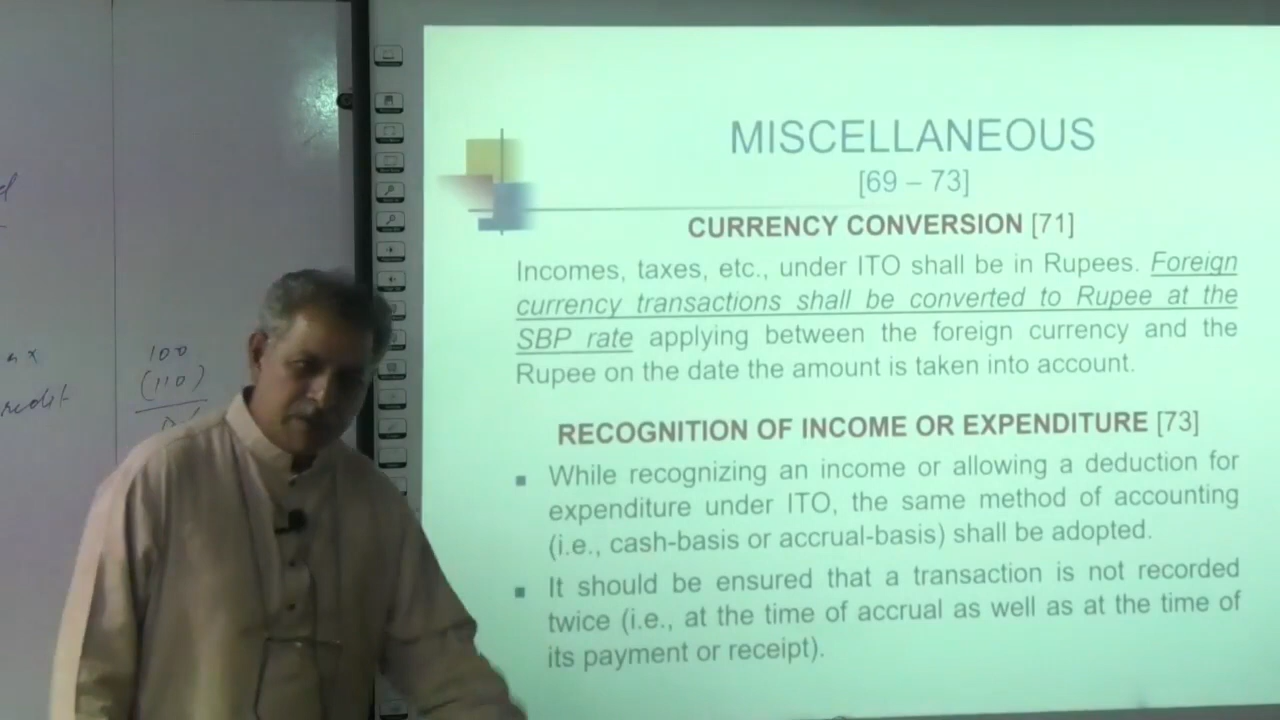 MISCELLANEOUS
[69 – 73]
CURRENCY CONVERSION [71]
Incomes, taxes, etc., under ITO shall be in Rupees. Foreign
currency transactions shall be converted to Rupee at the
SBP rate applying between the foreign currency and the
Rupee on the date the amount is taken into account.
RECOGNITION OF INCOME OR EXPENDITURE [73]
While recognizing an income or allowing a deduction for
expenditure under ITO, the same method of accounting
(i.e., cash-basis or accrual-basis) shall be adopted.
It should be ensured that a transaction is not recorded
twice (i.e., at the time of accrual as well as at the time of
its payment or receipt).
100
(110)